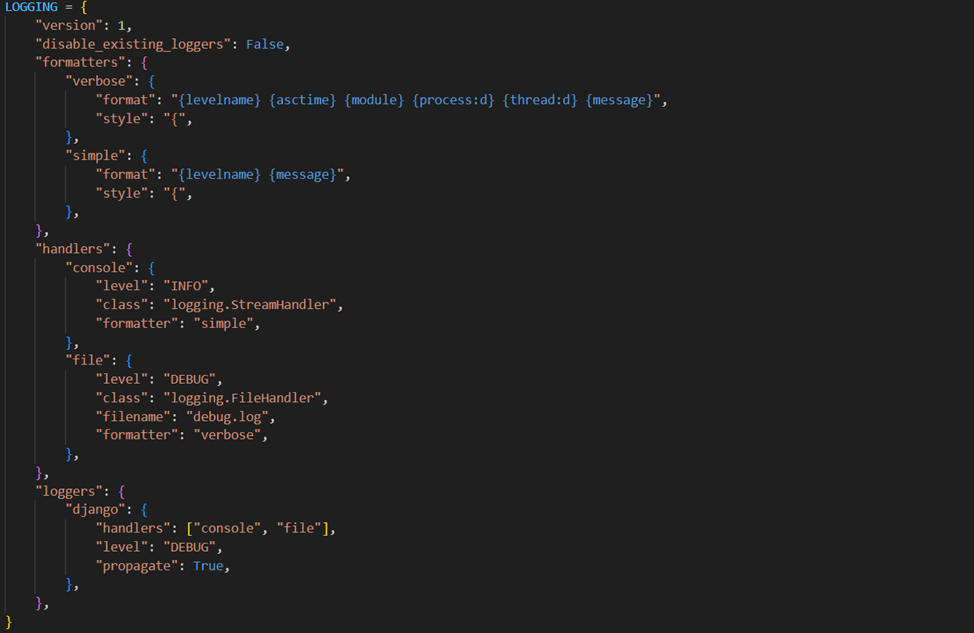 LOGGING = {
    "version": 1,
    "disable_existing_loggers": False,
    "formatters": {
        "verbose": {
            "format": "{levelname} {asctime} {module} {process:d} {thread:d} {message}",
            "style": "{",
        },
        "simple": {
            "format": "{levelname} {message}",
            "style": "{",
        },
    },
    "handlers": {
        "console": {
            "level": "INFO",
            "class": "logging.StreamHandler",
            "formatter": "simple",
        },
        "file": {
            "level": "DEBUG",
            "class": "logging.FileHandler",
            "filename": "debug.log",
            "formatter": "verbose",
        },
    },
    "loggers": {
        "django": {
            "handlers": ["console", "file"],
            "level": "DEBUG",
            "propagate": True,
        },
    },
}